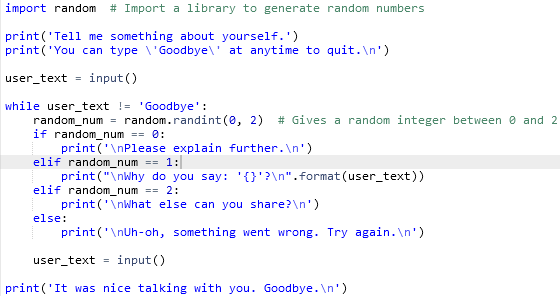 import random  # Import a library to generate random numbers
print('Tell me something about yourself.')
print('You can type \'Goodbye\' at anytime to quit.\n')
user_text = input()
while user_text != 'Goodbye':
    random_num = random.randint(0, 2)  # Gives a random integer between 0 and 2
    if random_num == 0:
        print('\nPlease explain further.\n')
    elif random_num == 1:
        print("\nWhy do you say: '{}'?\n".format(user_text))
    elif random_num == 2:
        print('\nWhat else can you share?\n')
    else:
        print('\nUh-oh, something went wrong. Try again.\n')
    user_text = input()
print('It was nice talking with you. Goodbye.\n')